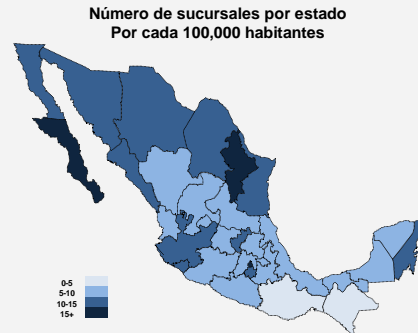 Número de sucursales por estado
Por cada 100,000 habitantes
0-5
5-10
10-15
15+